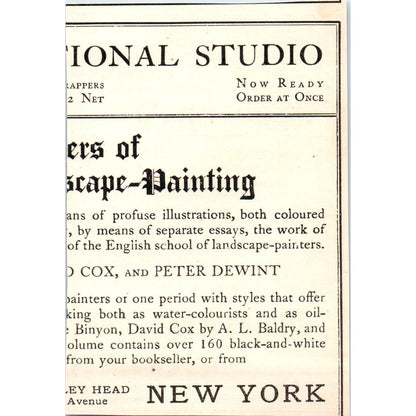 TIONAL STUDIO
RAPPERS Now Ready
2 Net Order at Once
ers of
scape-Painting
eans of profuse illustrations, both coloured
, by means of separate essays, the work of
of the English school of landscape-painters.
D COX, AND PETER DEWINT
painters of one period with styles that offer
king both as water-colourists and as oil-
e Binyon, David Cox by A. L. Baldry, and
volume contains over 160 black-and-white
from your bookseller, or from
LEY HEAD NEW YORK
Avenue